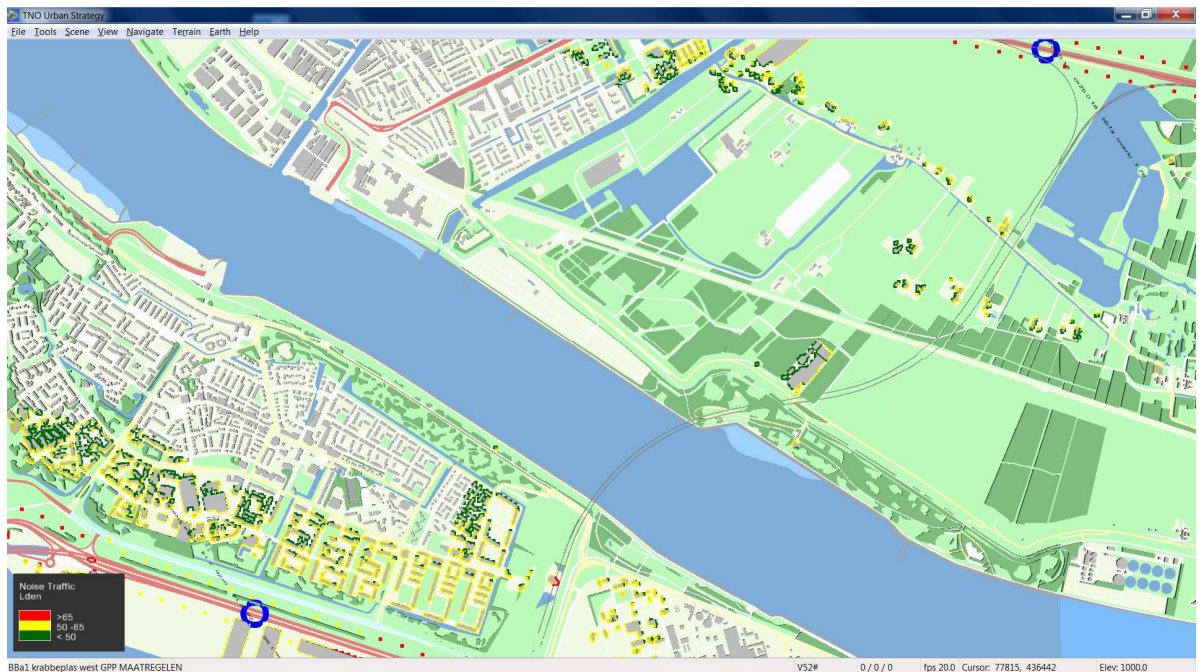 TNO Urban Strategy
File Tools Scene View Navigate Terrain Earth Help
Noise Traffic
Lden
>65
50 -65
< 50
BBa1 krabbeplas west GPP MAATREGELEN V52# 0 / 0 / 0 fps 20.0 Cursor: 77815, 436442 Elev: 1000.0